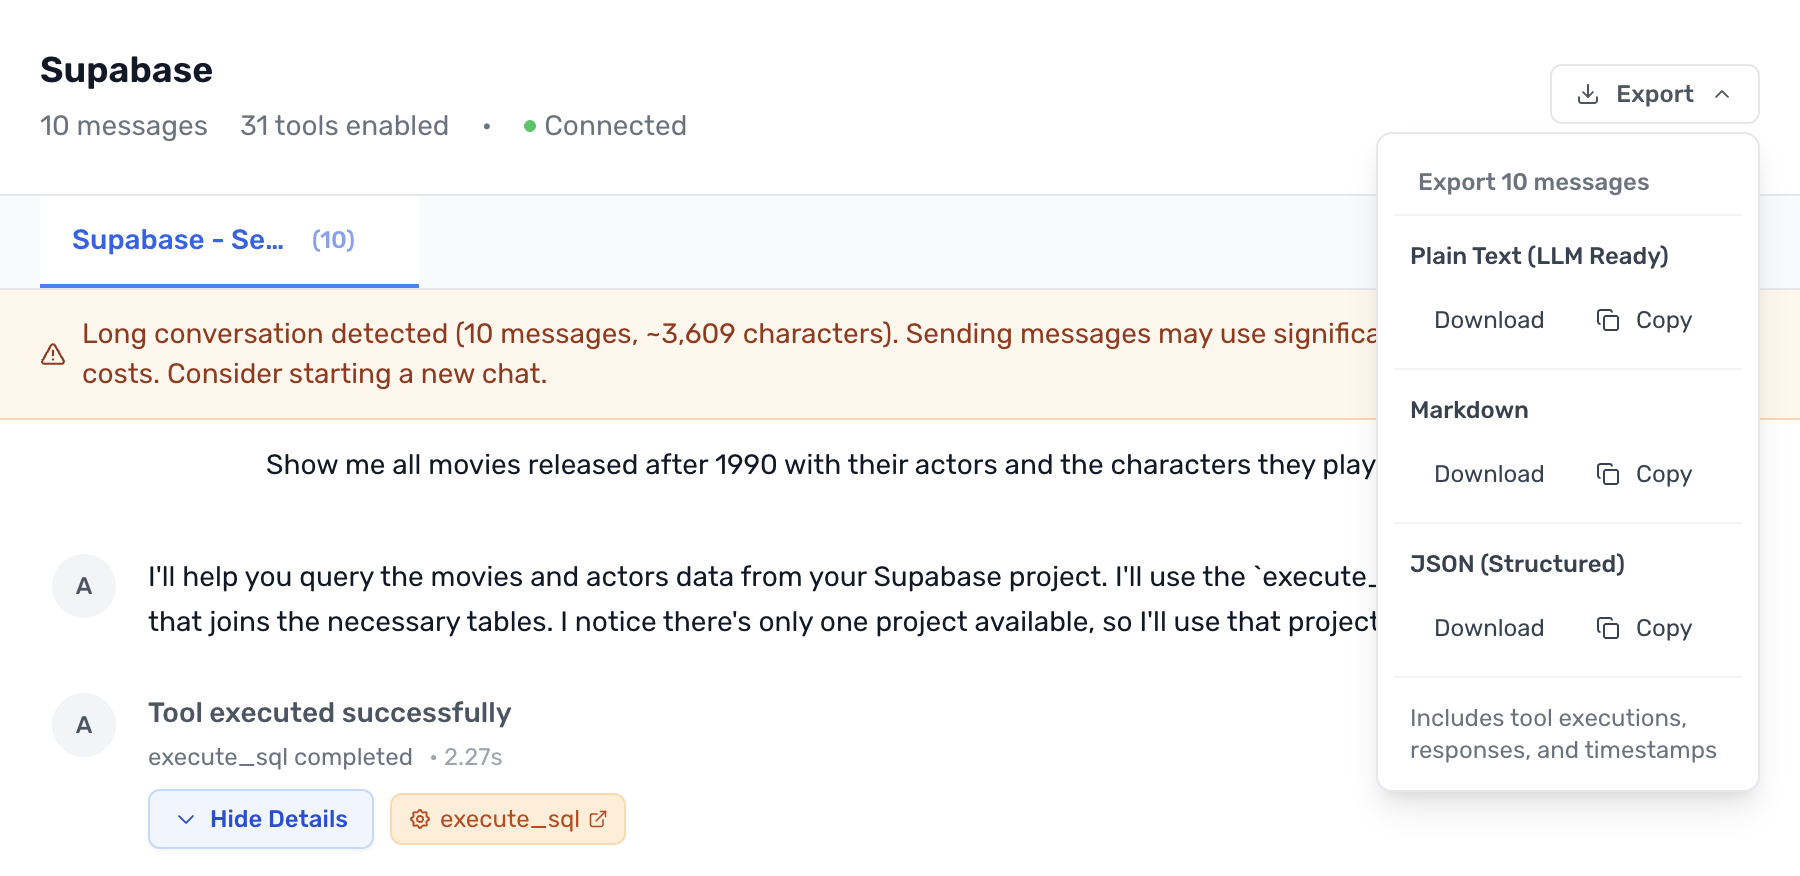 Supabase
10 messages 31 tools enabled • Connected
Export
Export 10 messages
Plain Text (LLM Ready)
Download Copy
Markdown
Download Copy
JSON (Structured)
Download Copy
Includes tool executions,
responses, and timestamps
Supabase - Se... (10)
Long conversation detected (10 messages, ~3,609 characters). Sending messages may use
costs. Consider starting a new chat.
Show me all movies released after 1990 with their actors and the characters they play
A
I'll help you query the movies and actors data from your Supabase project. I'll use the `execute_
that joins the necessary tables. I notice there's only one project available, so I'll use that project
A
Tool executed successfully
execute_sql completed • 2.27s
Hide Details execute_sql